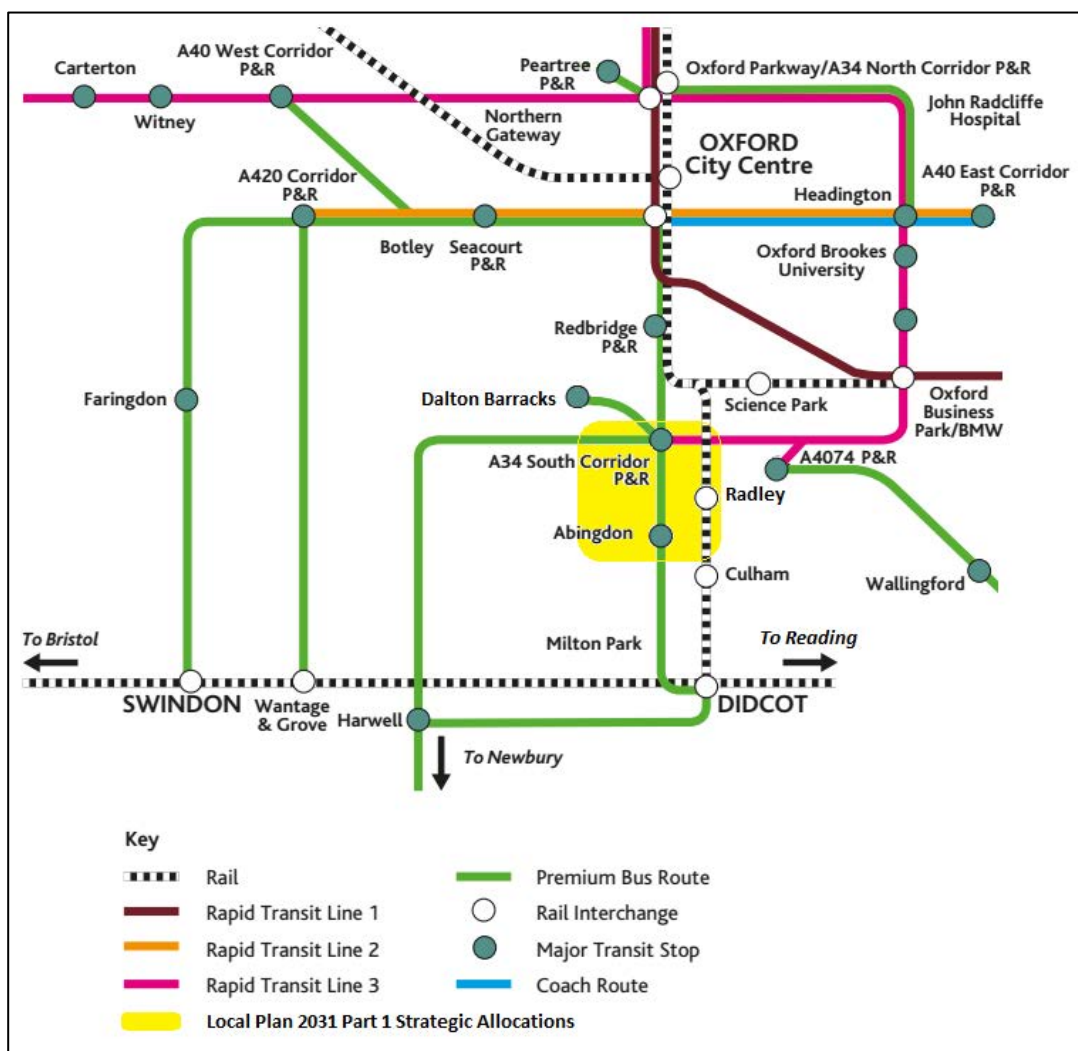 A40 West Corridor
P&R
Carterton
Witney
Peartree
P&R
Oxford Parkway/A34 North Corridor P&R
John Radcliffe
Hospital
Northern
Gateway
OXFORD
City Centre
A420 Corridor
P&R
Headington
A40 East Corridor
P&R
Botley
Seacourt
P&R
Oxford Brookes
University
Redbridge
P&R
Faringdon
Dalton Barracks
Science Park
Oxford
Business
Park/BMW
A34 South Corridor
P&R
A4074 P&R
Radley
Abingdon
Culham
Wallingford
To Bristol
Milton Park
To Reading
SWINDON
Wantage
& Grove
Harwell
DIDCOT
To Newbury
Key
Rail
Premium Bus Route
Rapid Transit Line 1
Rail Interchange
Rapid Transit Line 2
Major Transit Stop
Rapid Transit Line 3
Coach Route
Local Plan 2031 Part 1 Strategic Allocations